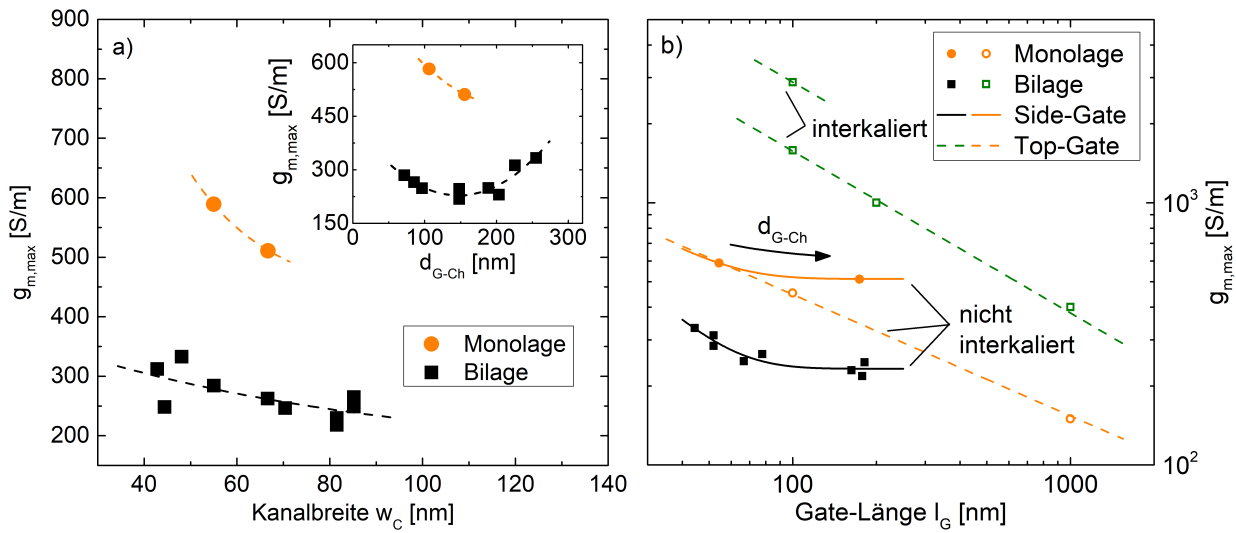 a)
900
800
700
600
500
400
300
200
g_m,max [S/m]
40 60 80 100 120 140
Kanalbreite w_C [nm]
600
450
300
150
g_m,max [S/m]
0 100 200 300
d_G-Ch [nm]
Monolage
Bilage
b)
Monolage
Bilage
Side-Gate
Top-Gate
interkaliert
d_G-Ch
nicht
interkaliert
10^3
10^2
g_m,max [S/m]
100 1000
Gate-Länge l_G [nm]